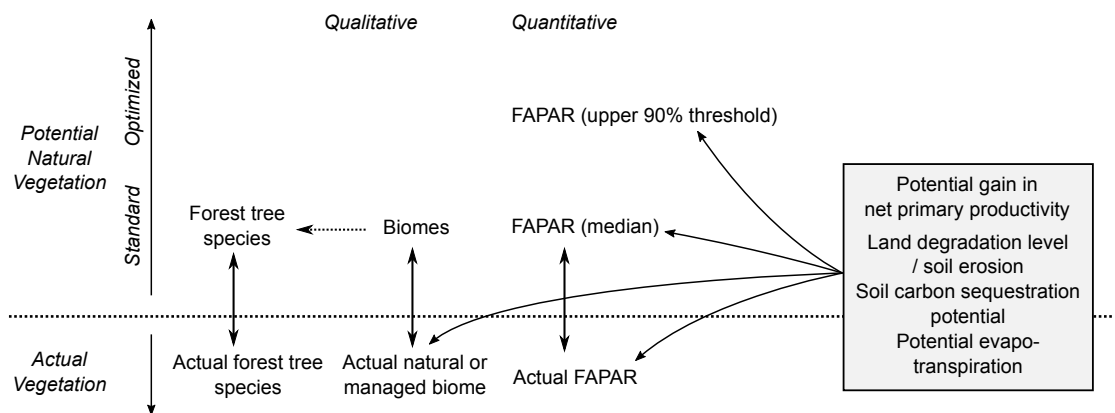 Qualitative
Quantitative
Potential
Natural
Vegetation
Optimized
Standard
FAPAR (upper 90% threshold)
Forest tree
species
Biomes
FAPAR (median)
Potential gain in
net primary productivity
Land degradation level
/ soil erosion
Soil carbon sequestration
potential
Potential evapo-
transpiration
Actual
Vegetation
Actual forest tree
species
Actual natural or
managed biome
Actual FAPAR